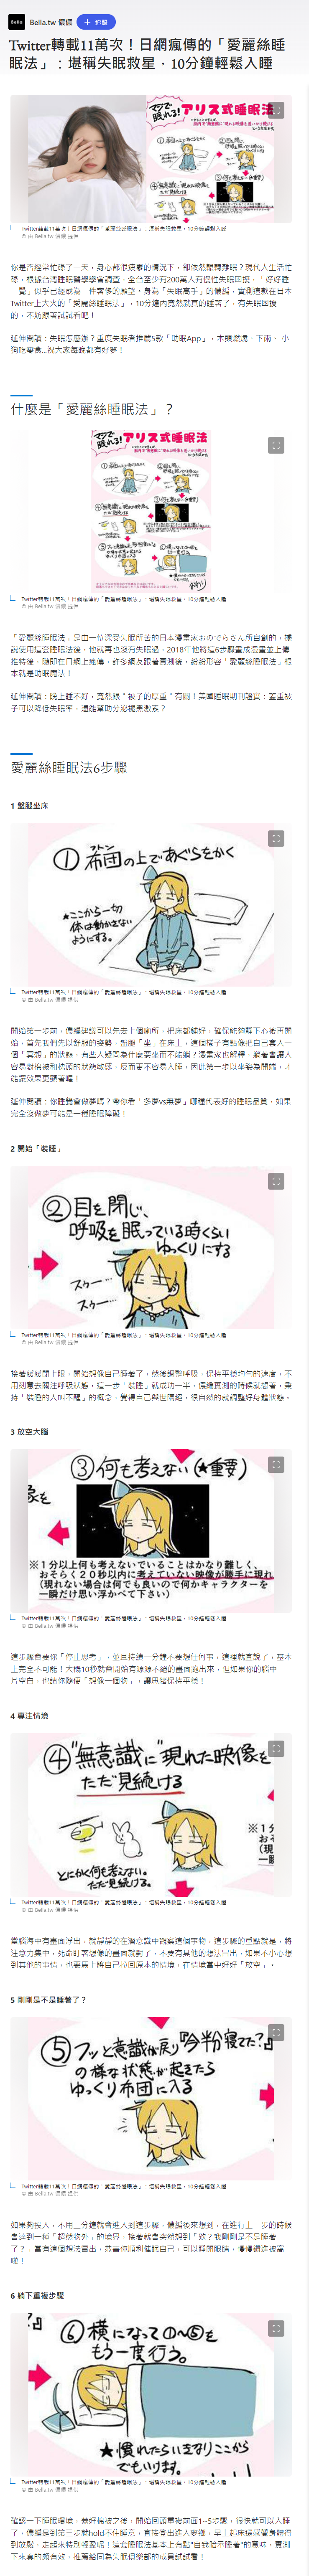 Bella
Bella.tw 儂儂
+ 追蹤
Twitter轉載11萬次！日網瘋傳的「愛麗絲睡
眠法」：堪稱失眠救星，10分鐘輕鬆入睡
マジで
眠れる!
アリス式睡眠法
Twitter轉載11萬次！日網瘋傳的「愛麗絲睡眠法」：堪稱失眠救星，10分鐘輕鬆入睡
© 由 Bella.tw 儂儂 提供
你是否經常忙碌了一天，身心都很疲累的情況下，卻依然輾轉難眠？現代人生活忙
碌，根據台灣睡眠醫學學會調查，全台至少有200萬人有慢性失眠困擾，「好好睡
一覺」似乎已經成為一件奢侈的願望。身為「失眠高手」的儂編，實測這款在日本
Twitter上大火的「愛麗絲睡眠法」，10分鐘內竟然就真的睡著了，有失眠困擾
的，不妨跟著試試看吧！
延伸閱讀：失眠怎麼辦？重度失眠者推薦5款「助眠App」，木頭燃燒、下雨、 小
狗吃零食...祝大家每晚都有好夢！
什麼是「愛麗絲睡眠法」？
マジで
眠れる!
アリス式睡眠法
おわり
Twitter轉載11萬次！日網瘋傳的「愛麗絲睡眠法」：堪稱失眠救星，10分鐘輕鬆入睡
© 由 Bella.tw 儂儂 提供
「愛麗絲睡眠法」是由一位深受失眠所苦的日本漫畫家おのでらさん所自創的，據
說使用這套睡眠法後，他就再也沒有失眠過，2018年他將這6步驟畫成漫畫並上傳
推特後，隨即在日網上瘋傳，許多網友跟著實測後，紛紛形容「愛麗絲睡眠法」根
本就是助眠魔法！
延伸閱讀：晚上睡不好，竟然跟＂被子的厚重＂有關！美國睡眠期刊證實：蓋重被
子可以降低失眠率、還能幫助分泌褪黑激素？
愛麗絲睡眠法6步驟
1 盤腿坐床
①布団の上であぐらをかく
★ここから一切
体は動かさない
ようにする。
Twitter轉載11萬次！日網瘋傳的「愛麗絲睡眠法」：堪稱失眠救星，10分鐘輕鬆入睡
© 由 Bella.tw 儂儂 提供
開始第一步前，儂編建議可以先去上個廁所、把床都鋪好，確保能夠靜下心後再開
始，首先我們先以舒服的姿勢，盤腿「坐」在床上，這個樣子有點像把自己套入一
個「冥想」的狀態，有些人疑問為什麼要坐而不能躺？漫畫家也解釋，躺著會讓人
容易對棉被和枕頭的狀態敏感，反而更不容易入睡，因此第一步以坐姿為開端，才
能讓效果更顯著喔！
延伸閱讀：你睡覺會做夢嗎？帶你看「多夢vs無夢」哪種代表好的睡眠品質，如果
完全沒做夢可能是一種睡眠障礙！
2 開始「裝睡」
②目を閉じ、
呼吸を眠っている時くらい
ゆっくりにする
スゥー…
スゥー…
Twitter轉載11萬次！日網瘋傳的「愛麗絲睡眠法」：堪稱失眠救星，10分鐘輕鬆入睡
© 由 Bella.tw 儂儂 提供
接著緩緩閉上眼，開始想像自己睡著了，然後調整呼吸，保持平穩均勻的速度，不
用刻意去關注呼吸狀態，這一步「裝睡」就成功一半，儂編實測的時候就想著，秉
持「裝睡的人叫不醒」的概念，覺得自己與世隔絕，很自然的就調整好身體狀態。
3 放空大腦
③何も考えない(★重要)
※１分以上何も考えないでいることはかなり難しく、
おそらく２０秒以内に考えていない映像が勝手に現れ
（現れない場合は何でも良いので何かキャラクターを
一瞬だけ思い浮かべて下さい）
Twitter轉載11萬次！日網瘋傳的「愛麗絲睡眠法」：堪稱失眠救星，10分鐘輕鬆入睡
© 由 Bella.tw 儂儂 提供
這步驟會要你「停止思考」，並且持續一分鐘不要想任何事，這裡就直說了，基本
上完全不可能！大概10秒就會開始有源源不絕的畫面跑出來，但如果你的腦中一
片空白，也請你隨便「想像一個物」，讓思緒保持平穩！
4 專注情境
④“無意識に”現れた映像を
ただ見続ける
とにかく何も考えない。
ただ見続ける。
Twitter轉載11萬次！日網瘋傳的「愛麗絲睡眠法」：堪稱失眠救星，10分鐘輕鬆入睡
© 由 Bella.tw 儂儂 提供
當腦海中有畫面浮出，就靜靜的在潛意識中觀察這個事物，這步驟的重點就是，將
注意力集中，死命盯著想像的畫面就對了，不要有其他的想法冒出，如果不小心想
到其他的事情，也要馬上將自己拉回原本的情境，在情境當中好好「放空」。
5 剛剛是不是睡著了？
⑤フッと意識が戻り『今半分寝てた？』
の様な状態が起きたら
ゆっくり布団に入る
Twitter轉載11萬次！日網瘋傳的「愛麗絲睡眠法」：堪稱失眠救星，10分鐘輕鬆入睡
© 由 Bella.tw 儂儂 提供
如果夠投入，不用三分鐘就會進入到這步驟，儂編後來想到，在進行上一步的時候
會達到一種「超然物外」的境界，接著就會突然想到「欸？我剛剛是不是睡著
了？」當有這個想法冒出，恭喜你順利催眠自己，可以睜開眼睛，慢慢鑽進被窩
啦！
6 躺下重複步驟
⑥横になって①〜⑤を
もう一度行う。
★慣れたらいきなりここから
でもいけます。
Twitter轉載11萬次！日網瘋傳的「愛麗絲睡眠法」：堪稱失眠救星，10分鐘輕鬆入睡
© 由 Bella.tw 儂儂 提供
確認一下睡眠環境，蓋好棉被之後，開始回頭重複前面1~5步驟，很快就可以入睡
了，儂編是到第三步就hold不住睡意，直接登出進入夢鄉，早上起床還感覺身體得
到放鬆，走起來特別輕盈呢！這套睡眠法基本上有點"自我暗示睡著"的意味，實測
下來真的頗有效，推薦給同為失眠俱樂部的成員試試看！